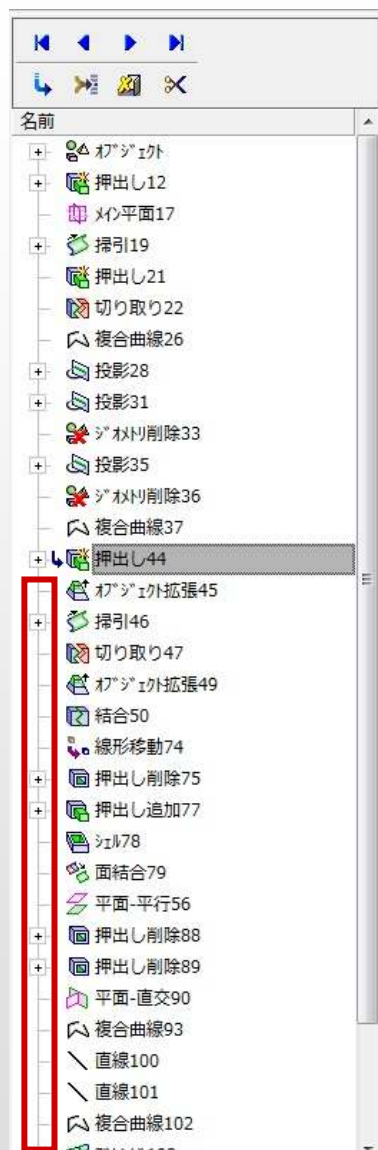 名前
オブジェクト
押出し12
メイン平面17
掃引19
押出し21
切り取り22
複合曲線26
投影28
投影31
ジオメトリ削除33
投影35
ジオメトリ削除36
複合曲線37
押出し44
オブジェクト拡張45
掃引46
切り取り47
オブジェクト拡張49
結合50
線形移動74
押出し削除75
押出し追加77
シェル78
面結合79
平面-平行56
押出し削除88
押出し削除89
平面-直交90
複合曲線93
直線100
直線101
複合曲線102